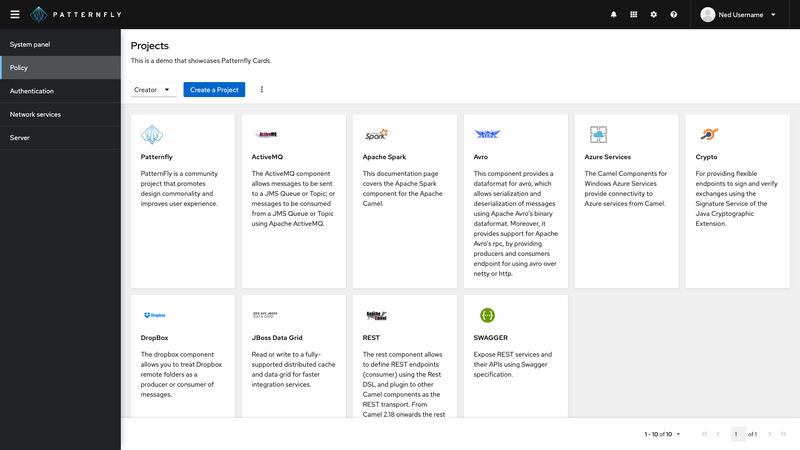 PATTERNFLY
Ned Username
System panel
Policy
Authentication
Network services
Server
Projects
This is a demo that showcases Patternfly Cards.
Creator
Create a Project
Patternfly
PatternFly is a community
project that promotes
design commonality and
improves user experience.
ActiveMQ
ActiveMQ
The ActiveMQ component
allows messages to be sent
to a JMS Queue or Topic; or
messages to be consumed
from a JMS Queue or Topic
using Apache ActiveMQ.
Spark
Apache Spark
This documentation page
covers the Apache Spark
component for the Apache
Camel.
Avro
This component provides a
dataformat for avro, which
allows serialization and
deserialization of messages
using Apache Avro's binary
dataformat. Moreover, it
provides support for Apache
Avro's rpc, by providing
producers and consumers
endpoint for using avro over
netty or http.
Azure Services
The Camel Components for
Windows Azure Services
provide connectivity to
Azure services from Camel.
Crypto
For providing flexible
endpoints to sign and verify
exchanges using the
Signature Service of the
Java Cryptographic
Extension.
Dropbox
DropBox
The dropbox component
allows you to treat Dropbox
remote folders as a
producer or consumer of
messages.
RED HAT JBOSS
DATA GRID
JBoss Data Grid
Read or write to a fully-
supported distributed cache
and data grid for faster
integration services.
Apache
Camel
REST
The rest component allows
to define REST endpoints
(consumer) using the Rest
DSL and plugin to other
Camel components as the
REST transport. From
Camel 2.18 onwards the rest
SWAGGER
Expose REST services and
their APIs using Swagger
specification.
1 - 10 of 10
1 of 1